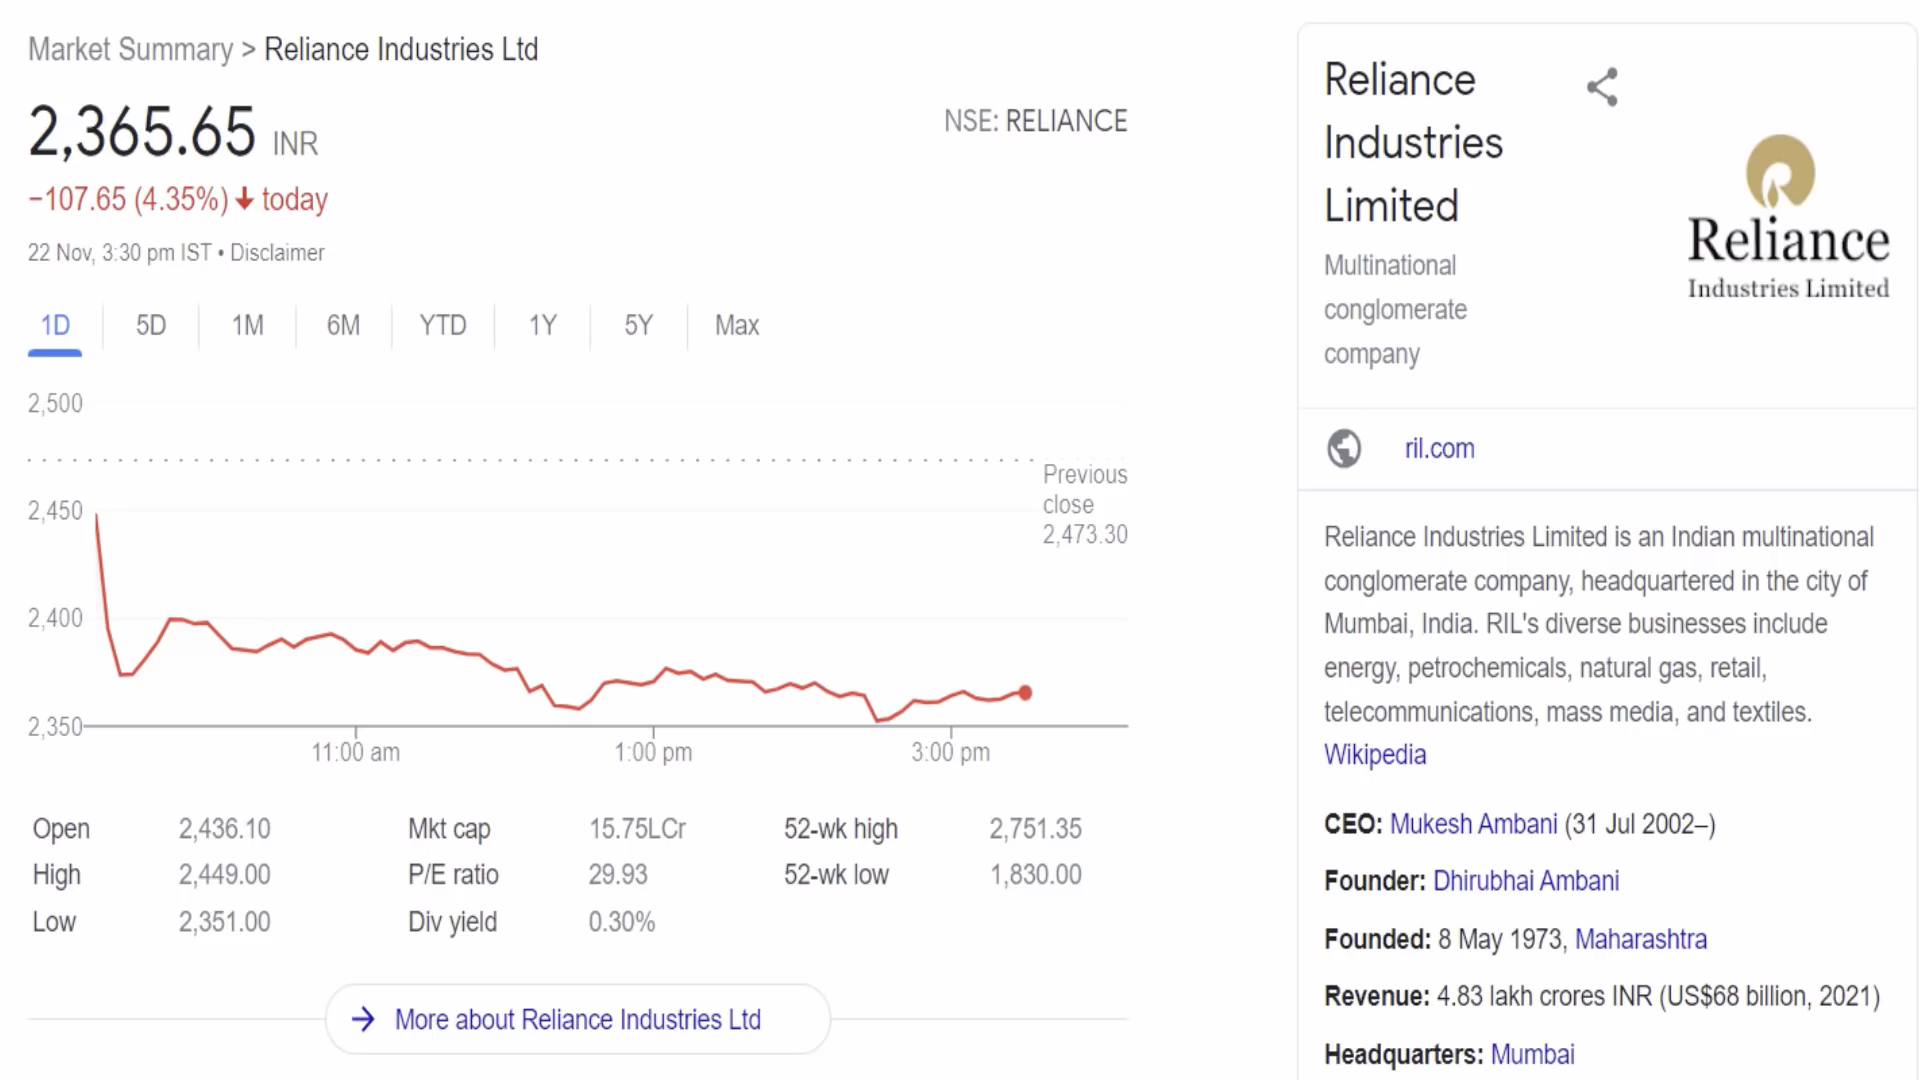 Market Summary > Reliance Industries Ltd
2,365.65 INR
NSE: RELIANCE
−107.65 (4.35%) ↓ today
22 Nov, 3:30 pm IST • Disclaimer
1D 5D 1M 6M YTD 1Y 5Y Max
2,500
Previous
close
2,473.30
2,450
2,400
2,350
11:00 am 1:00 pm 3:00 pm
Open 2,436.10 Mkt cap 15.75LCr 52-wk high 2,751.35
High 2,449.00 P/E ratio 29.93 52-wk low 1,830.00
Low 2,351.00 Div yield 0.30%
→ More about Reliance Industries Ltd
Reliance
Industries
Limited
Multinational
conglomerate
company
Reliance
Industries Limited
ril.com
Reliance Industries Limited is an Indian multinational
conglomerate company, headquartered in the city of
Mumbai, India. RIL's diverse businesses include
energy, petrochemicals, natural gas, retail,
telecommunications, mass media, and textiles.
Wikipedia
CEO: Mukesh Ambani (31 Jul 2002–)
Founder: Dhirubhai Ambani
Founded: 8 May 1973, Maharashtra
Revenue: 4.83 lakh crores INR (US$68 billion, 2021)
Headquarters: Mumbai